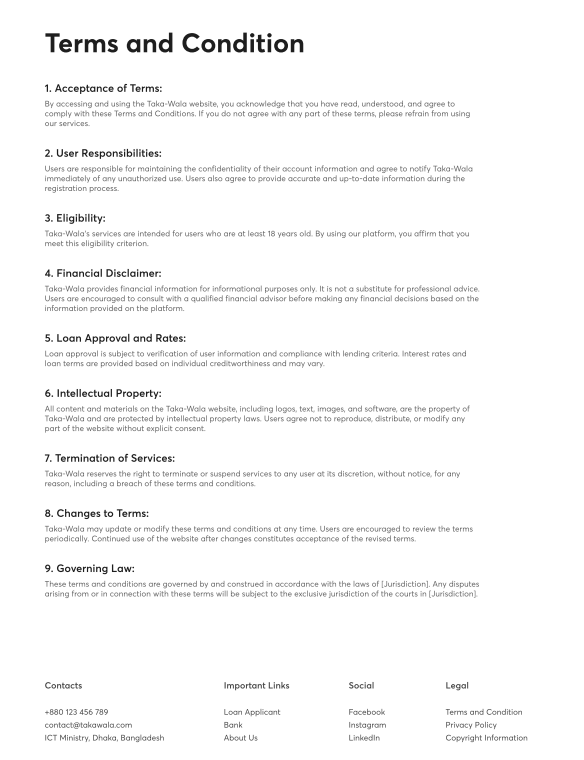 Terms and Condition
1. Acceptance of Terms:
By accessing and using the Taka-Wala website, you acknowledge that you have read, understood, and agree to
comply with these Terms and Conditions. If you do not agree with any part of these terms, please refrain from using
our services.
2. User Responsibilities:
Users are responsible for maintaining the confidentiality of their account information and agree to notify Taka-Wala
immediately of any unauthorized use. Users also agree to provide accurate and up-to-date information during the
registration process.
3. Eligibility:
Taka-Wala's services are intended for users who are at least 18 years old. By using our platform, you affirm that you
meet this eligibility criterion.
4. Financial Disclaimer:
Taka-Wala provides financial information for informational purposes only. It is not a substitute for professional advice.
Users are encouraged to consult with a qualified financial advisor before making any financial decisions based on the
information provided on the platform.
5. Loan Approval and Rates:
Loan approval is subject to verification of user information and compliance with lending criteria. Interest rates and
loan terms are provided based on individual creditworthiness and may vary.
6. Intellectual Property:
All content and materials on the Taka-Wala website, including logos, text, images, and software, are the property of
Taka-Wala and are protected by intellectual property laws. Users agree not to reproduce, distribute, or modify any
part of the website without explicit consent.
7. Termination of Services:
Taka-Wala reserves the right to terminate or suspend services to any user at its discretion, without notice, for any
reason, including a breach of these terms and conditions.
8. Changes to Terms:
Taka-Wala may update or modify these terms and conditions at any time. Users are encouraged to review the terms
periodically. Continued use of the website after changes constitutes acceptance of the revised terms.
9. Governing Law:
These terms and conditions are governed by and construed in accordance with the laws of [Jurisdiction]. Any disputes
arising from or in connection with these terms will be subject to the exclusive jurisdiction of the courts in [Jurisdiction].
Contacts
+880 123 456 789
contact@takawala.com
ICT Ministry, Dhaka, Bangladesh
Important Links
Loan Applicant
Bank
About Us
Social
Facebook
Instagram
LinkedIn
Legal
Terms and Condition
Privacy Policy
Copyright Information